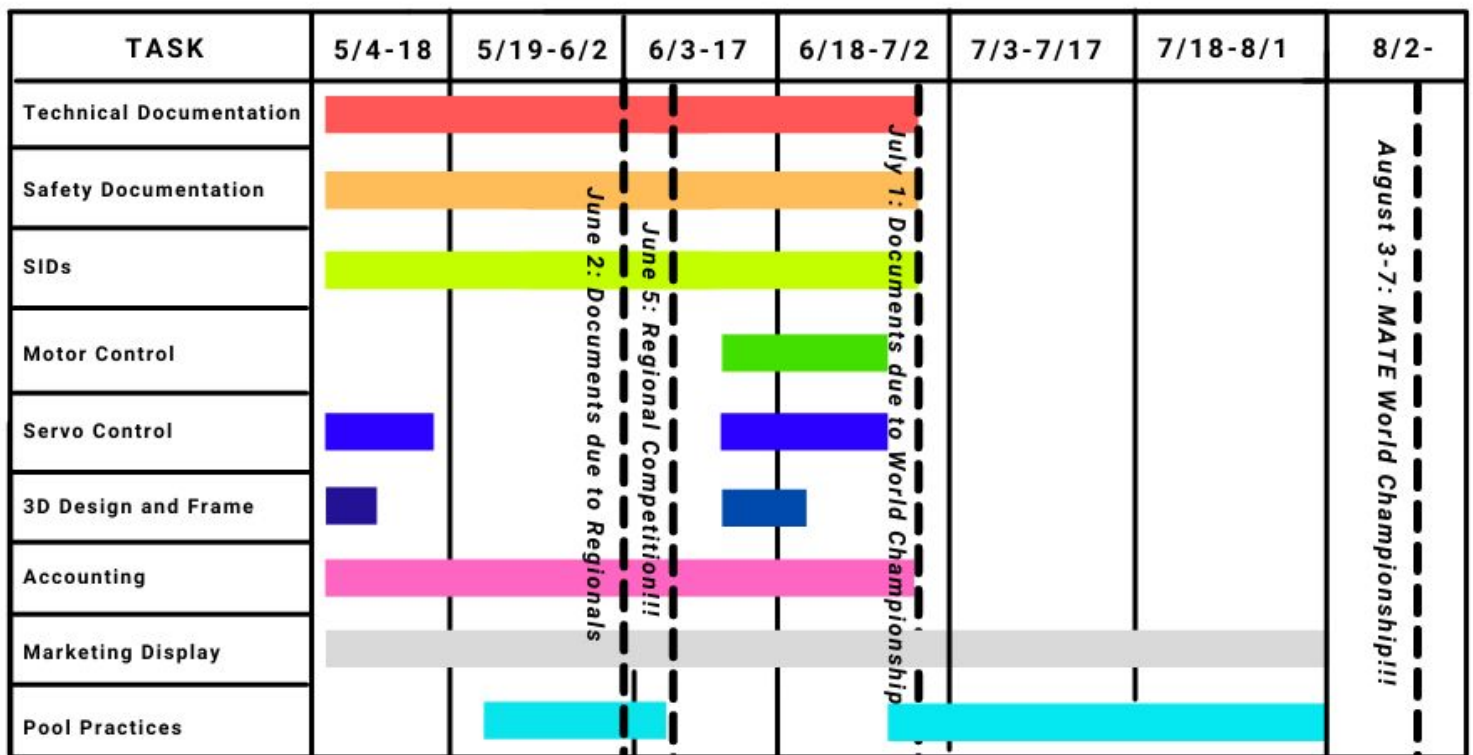 TASK 5/4-18 5/19-6/2 6/3-17 6/18-7/2 7/3-7/17 7/18-8/1 8/2-
Technical Documentation
Safety Documentation
SIDs
Motor Control
Servo Control
3D Design and Frame
Accounting
Marketing Display
Pool Practices
June 2: Documents due to Regionals
June 5: Regional Competition!!!
July 1: Documents due to World Championship
August 3-7: MATE World Championship!!!